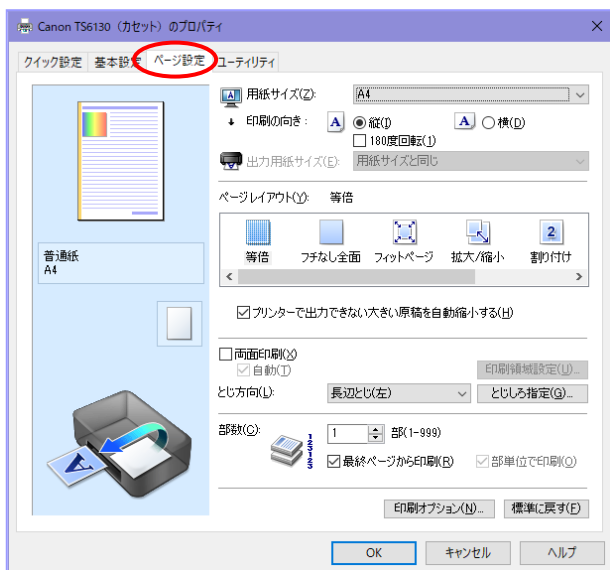 Canon TS6130（カセット）のプロパティ
クイック設定 基本設定 ページ設定 ユーティリティ
用紙サイズ(Z): A4
印刷の向き: A 縦(I) A 横(D)
180度回転(1)
出力用紙サイズ(E): 用紙サイズと同じ
ページレイアウト(Y): 等倍
等倍 フチなし全面 フィットページ 拡大/縮小 割り付け
普通紙
A4
プリンターで出力できない大きい原稿を自動縮小する(H)
両面印刷(X)
自動(T) 印刷領域設定(U)...
とじ方向(L): 長辺とじ(左) とじしろ指定(G)...
部数(C): 1 部(1-999)
最終ページから印刷(R) 部単位で印刷(O)
印刷オプション(N)... 標準に戻す(F)
OK キャンセル ヘルプ